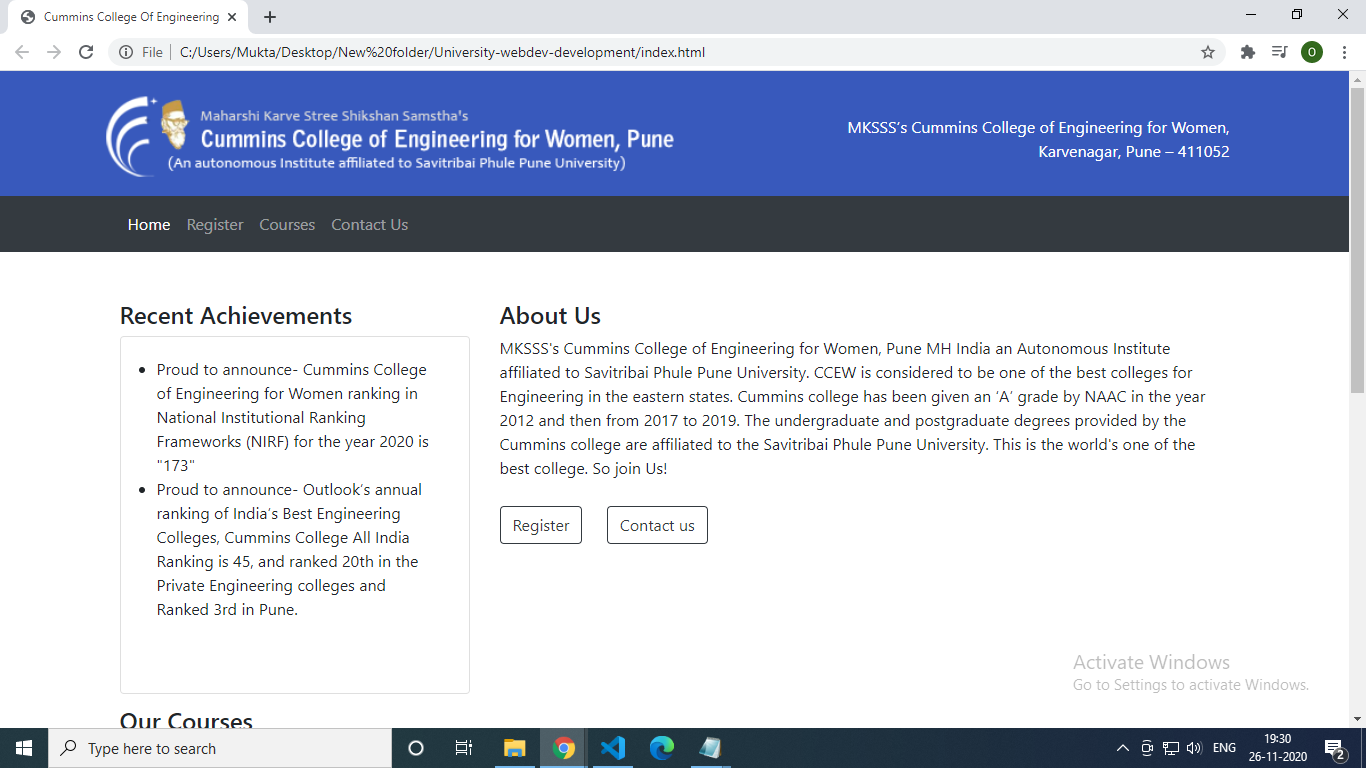 Cummins College Of Engineering
File
C:/Users/Mukta/Desktop/New%20folder/University-webdev-development/index.html
O
Maharshi Karve Stree Shikshan Samstha's
Cummins College of Engineering for Women, Pune
(An autonomous Institute affiliated to Savitribai Phule Pune University)
MKSSS’s Cummins College of Engineering for Women,
Karvenagar, Pune – 411052
Home Register Courses Contact Us
Recent Achievements
Proud to announce- Cummins College
of Engineering for Women ranking in
National Institutional Ranking
Frameworks (NIRF) for the year 2020 is
"173"
Proud to announce- Outlook’s annual
ranking of India’s Best Engineering
Colleges, Cummins College All India
Ranking is 45, and ranked 20th in the
Private Engineering colleges and
Ranked 3rd in Pune.
About Us
MKSSS's Cummins College of Engineering for Women, Pune MH India an Autonomous Institute
affiliated to Savitribai Phule Pune University. CCEW is considered to be one of the best colleges for
Engineering in the eastern states. Cummins college has been given an ‘A’ grade by NAAC in the year
2012 and then from 2017 to 2019. The undergraduate and postgraduate degrees provided by the
Cummins college are affiliated to the Savitribai Phule Pune University. This is the world's one of the
best college. So join Us!
Register
Contact us
Activate Windows
Go to Settings to activate Windows.
Our Courses
Type here to search
ENG
19:30
26-11-2020
2